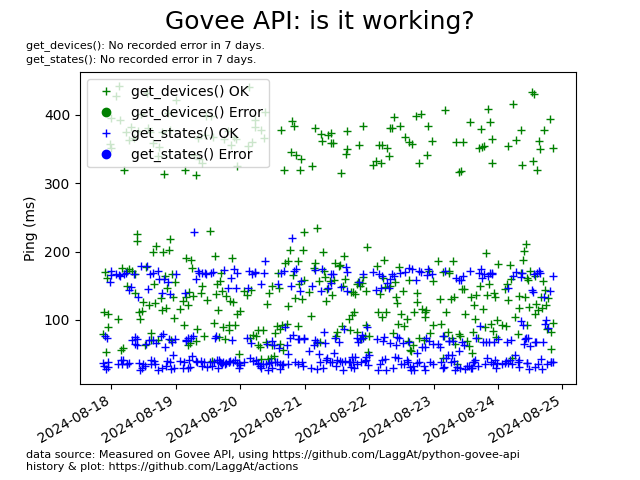 Govee API: is it working?
get_devices(): No recorded error in 7 days.
get_states(): No recorded error in 7 days.
get_devices() OK
get_devices() Error
get_states() OK
get_states() Error
Ping (ms)
400
300
200
100
2024-08-18
2024-08-19
2024-08-20
2024-08-21
2024-08-22
2024-08-23
2024-08-24
2024-08-25
data source: Measured on Govee API, using https://github.com/LaggAt/python-govee-api
history & plot: https://github.com/LaggAt/actions